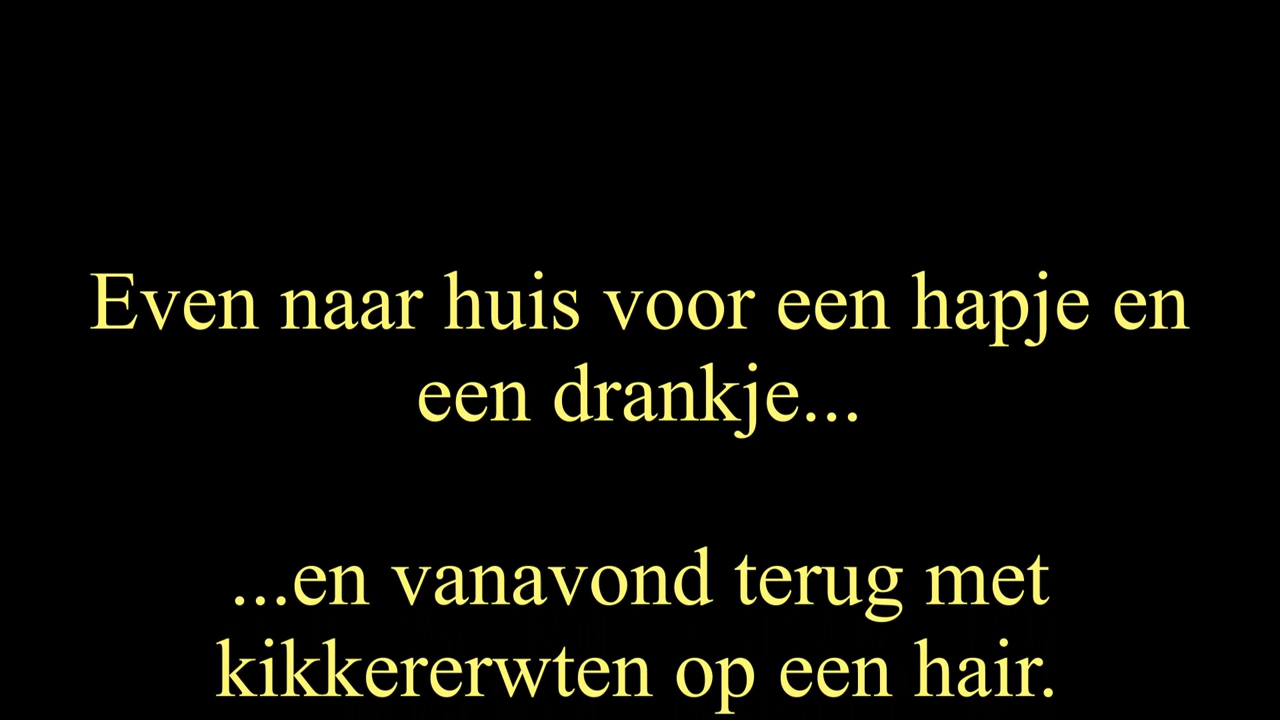 Even naar huis voor een hapje en
een drankje...
...en vanavond terug met
kikkererwten op een hair.